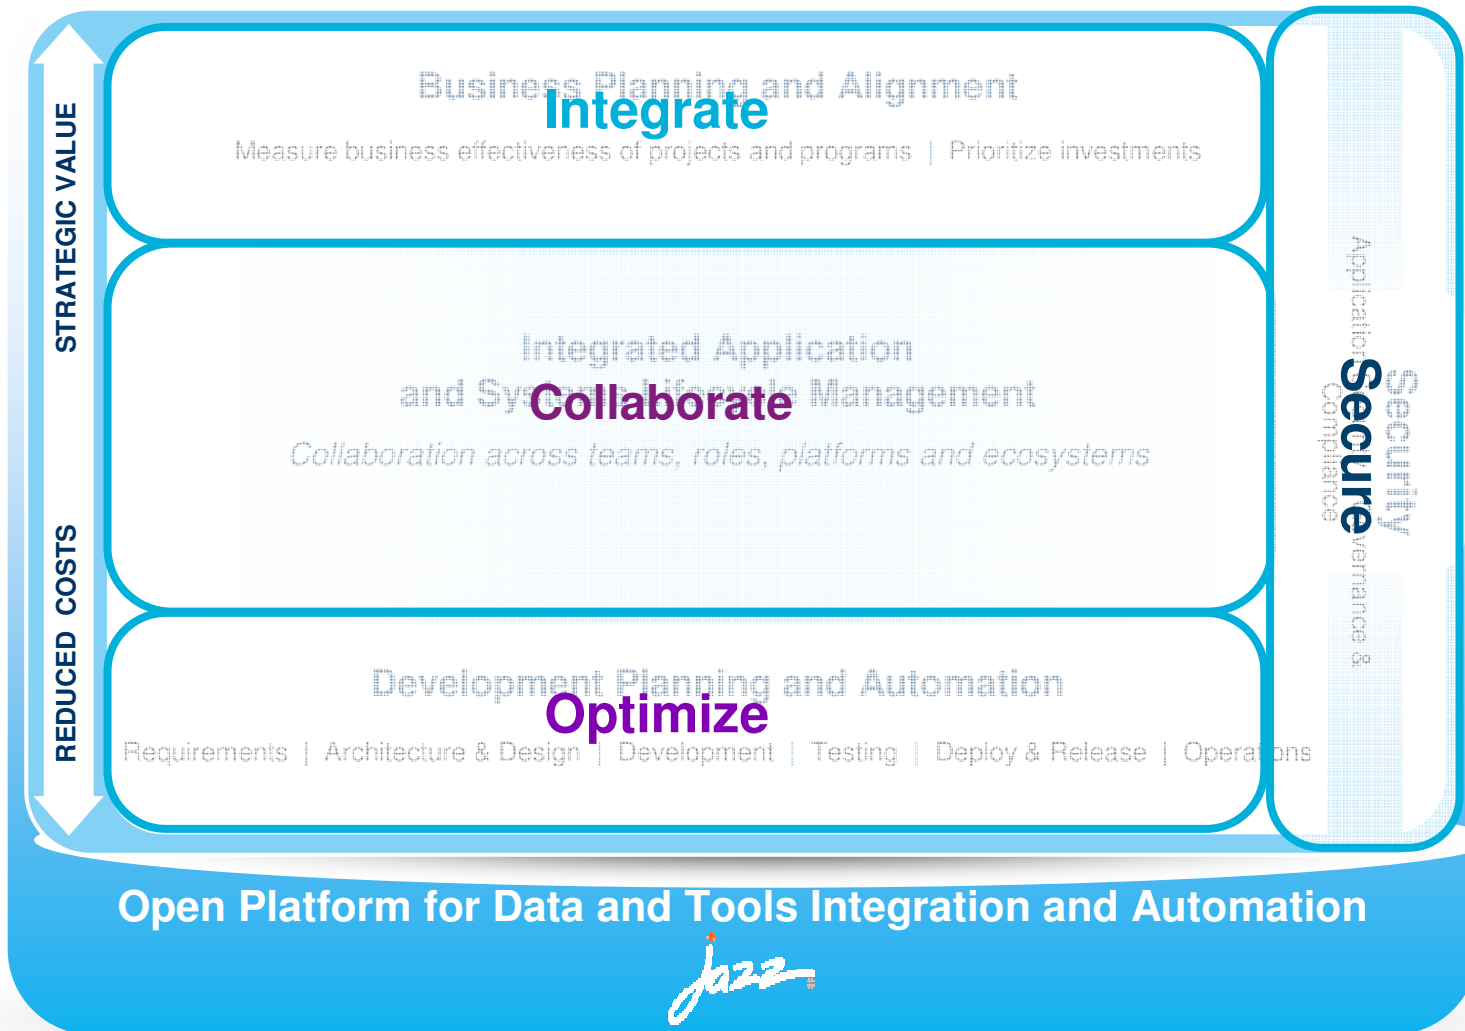 STRATEGIC VALUE
REDUCED COSTS
Business Planning and Alignment
Integrate
Measure business effectiveness of projects and programs | Prioritize investments
Integrated Application
and Systems Lifecycle Management
Collaborate
Collaboration across teams, roles, platforms and ecosystems
Development Planning and Automation
Optimize
Requirements | Architecture & Design | Development | Testing | Deploy & Release | Operations
Security
Secure
Application
Governance &
Compliance
Open Platform for Data and Tools Integration and Automation
jazz